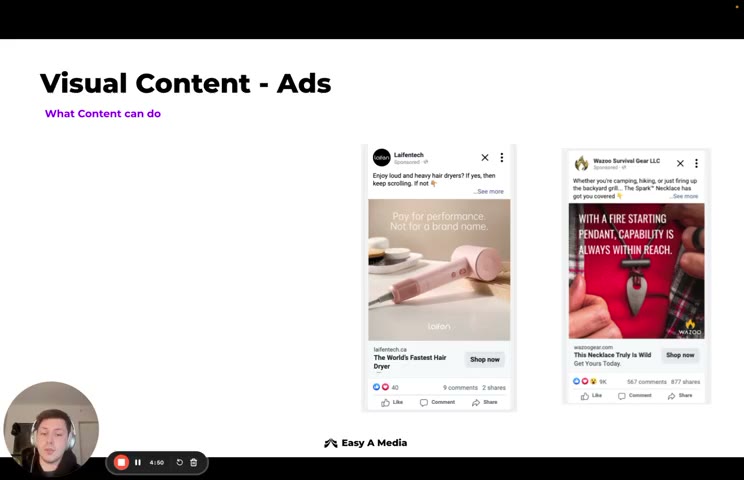 Visual Content - Ads
What Content can do
laifen
Laifentech
Sponsored
Enjoy loud and heavy hair dryers? If yes, then
keep scrolling. If not 👇
...See more
Pay for performance.
Not for a brand name.
laifen
laifentech.ca
The World's Fastest Hair
Dryer
Shop now
40
9 comments 2 shares
Like Comment Share
Wazoo Survival Gear LLC
Sponsored
Whether you're camping, hiking, or just firing up
the backyard grill... The Spark™ Necklace has
got you covered 👇
...See more
WITH A FIRE STARTING
PENDANT, CAPABILITY IS
ALWAYS WITHIN REACH.
WAZOO
wazoogear.com
This Necklace Truly Is Wild
Get Yours Today.
Shop now
9K
567 comments 877 shares
Like Comment Share
Easy A Media
4:50